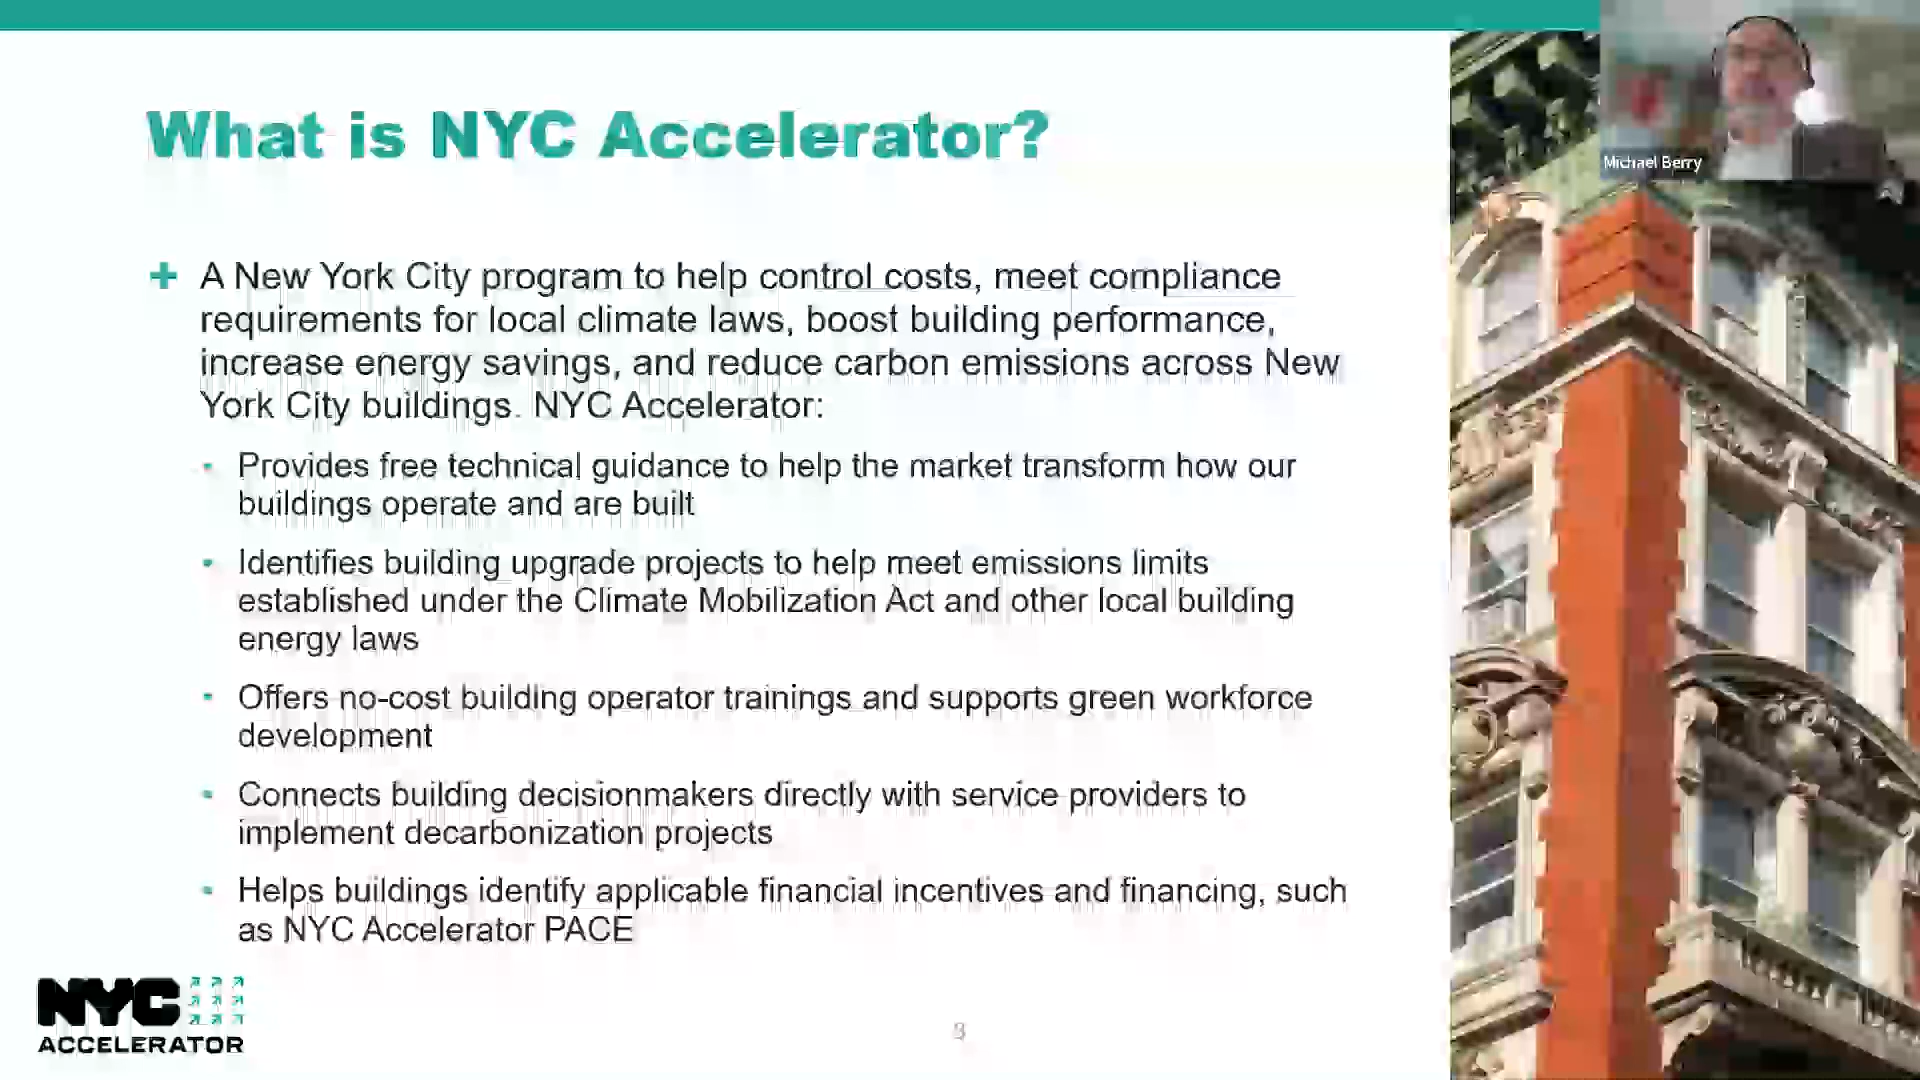 Michael Berry
What is NYC Accelerator?
A New York City program to help control costs, meet compliance
requirements for local climate laws, boost building performance,
increase energy savings, and reduce carbon emissions across New
York City buildings. NYC Accelerator:
Provides free technical guidance to help the market transform how our
buildings operate and are built
Identifies building upgrade projects to help meet emissions limits
established under the Climate Mobilization Act and other local building
energy laws
Offers no-cost building operator trainings and supports green workforce
development
Connects building decisionmakers directly with service providers to
implement decarbonization projects
Helps buildings identify applicable financial incentives and financing, such
as NYC Accelerator PACE
NYC
ACCELERATOR
3